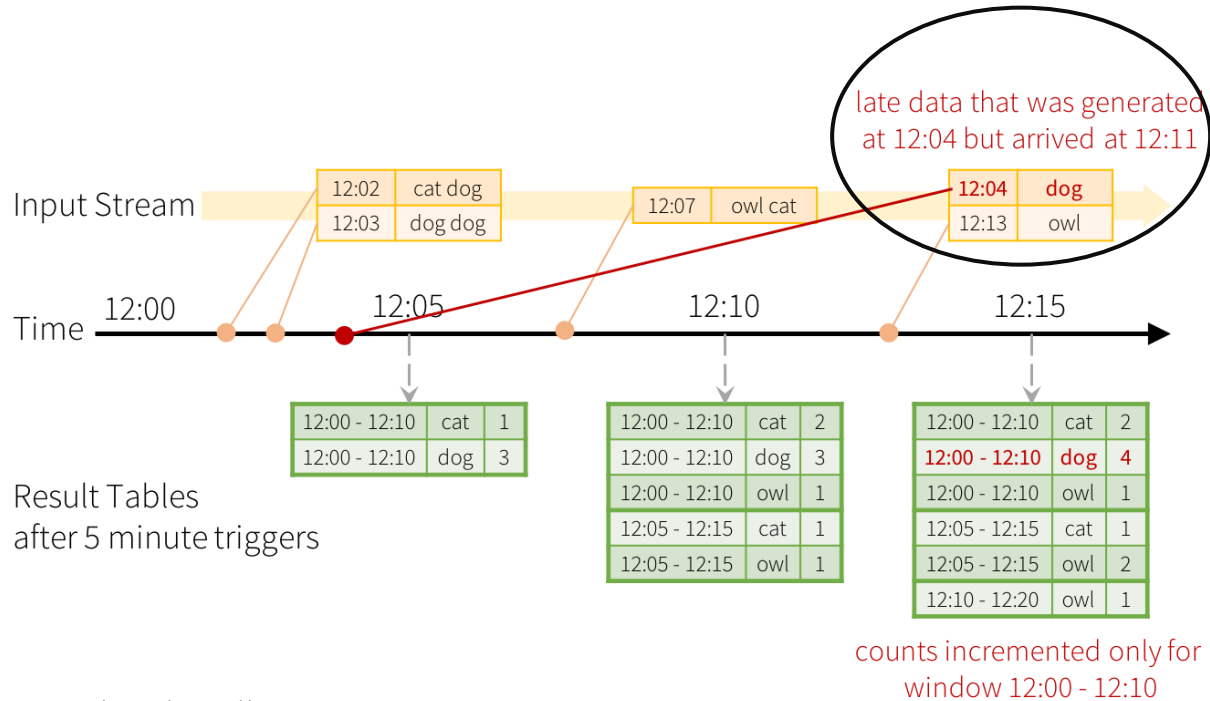 late data that was generated
at 12:04 but arrived at 12:11
Input Stream
12:02 cat dog
12:03 dog dog
12:07 owl cat
12:04 dog
12:13 owl
Time
12:00
12:05
12:10
12:15
Result Tables
after 5 minute triggers
12:00 - 12:10 cat 1
12:00 - 12:10 dog 3
12:00 - 12:10 cat 2
12:00 - 12:10 dog 3
12:00 - 12:10 owl 1
12:05 - 12:15 cat 1
12:05 - 12:15 owl 1
12:00 - 12:10 cat 2
12:00 - 12:10 dog 4
12:00 - 12:10 owl 1
12:05 - 12:15 cat 1
12:05 - 12:15 owl 2
12:10 - 12:20 owl 1
counts incremented only for
window 12:00 - 12:10